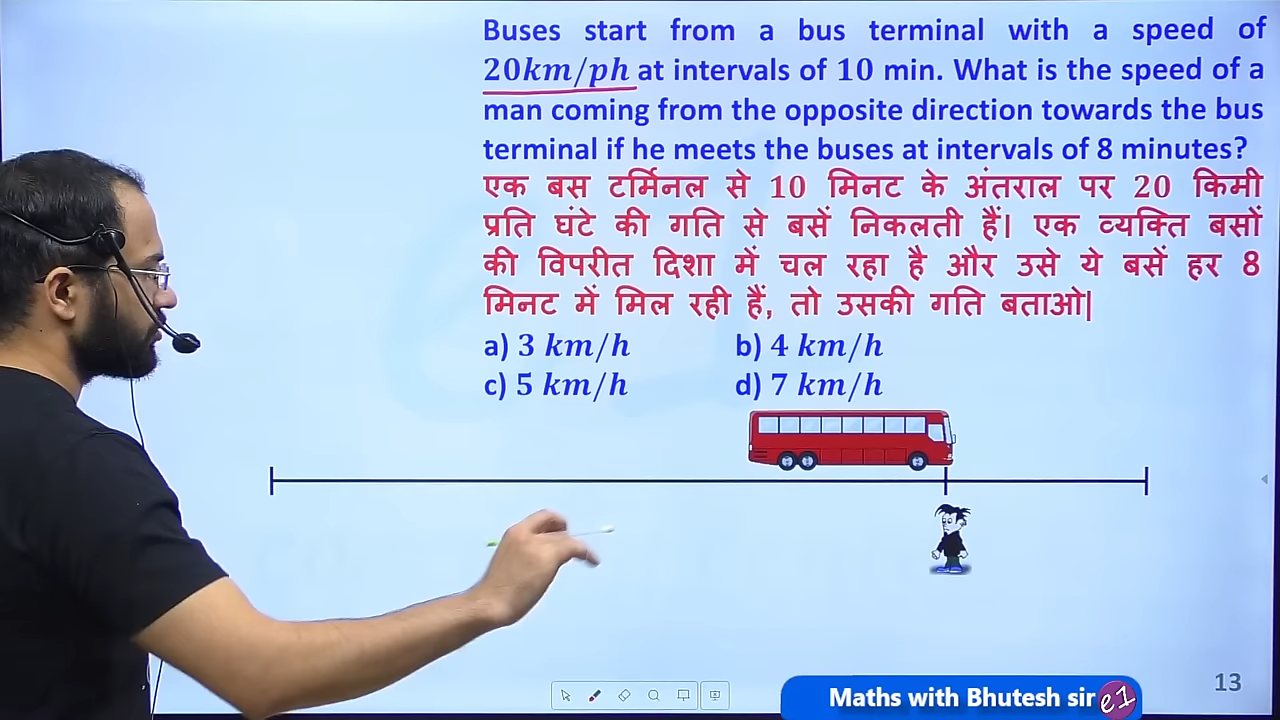 Buses start from a bus terminal with a speed of
20km/ph at intervals of 10 min. What is the speed of a
man coming from the opposite direction towards the bus
terminal if he meets the buses at intervals of 8 minutes?
एक बस टर्मिनल से 10 मिनट के अंतराल पर 20 किमी
प्रति घंटे की गति से बसें निकलती हैं। एक व्यक्ति बसों
की विपरीत दिशा में चल रहा है और उसे ये बसें हर 8
मिनट में मिल रही हैं, तो उसकी गति बताओ|
a) 3 km/h b) 4 km/h
c) 5 km/h d) 7 km/h
13
Maths with Bhutesh sir e1